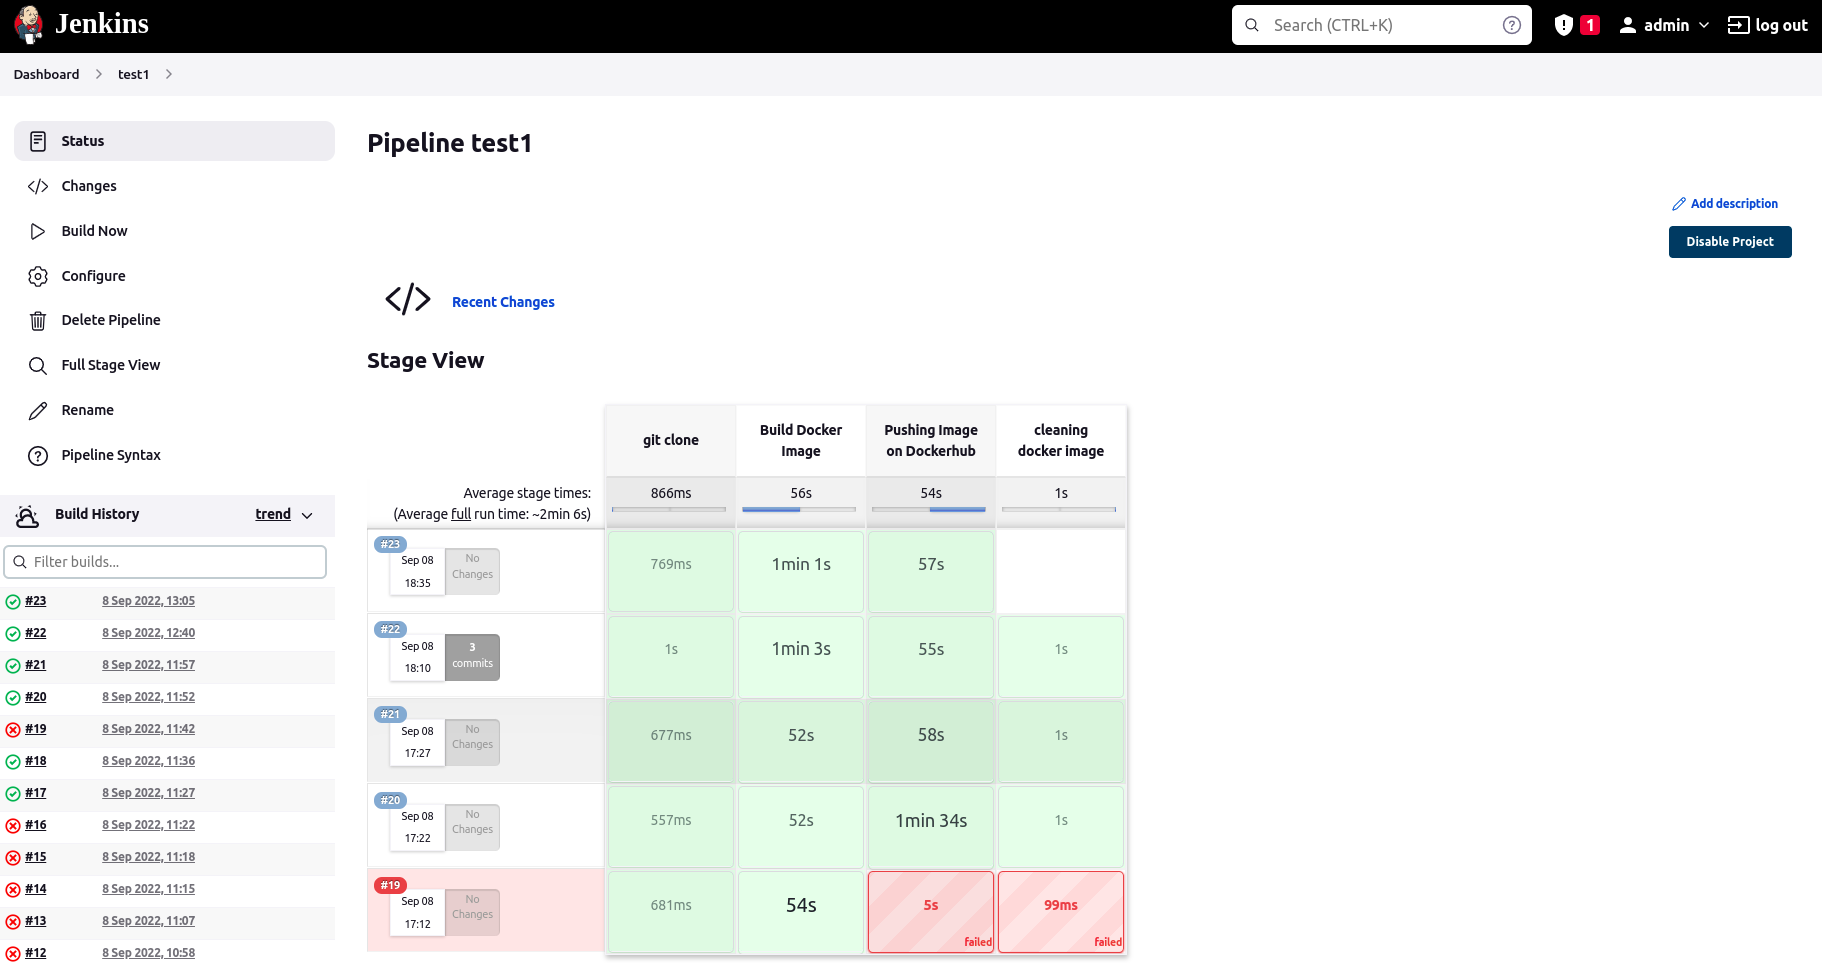 Jenkins
Search (CTRL+K)
1
admin
log out
Dashboard
test1
Status
Changes
Build Now
Configure
Delete Pipeline
Full Stage View
Rename
Pipeline Syntax
Build History
trend
Filter builds...
#23 8 Sep 2022, 13:05
#22 8 Sep 2022, 12:40
#21 8 Sep 2022, 11:57
#20 8 Sep 2022, 11:52
#19 8 Sep 2022, 11:42
#18 8 Sep 2022, 11:36
#17 8 Sep 2022, 11:27
#16 8 Sep 2022, 11:22
#15 8 Sep 2022, 11:18
#14 8 Sep 2022, 11:15
#13 8 Sep 2022, 11:07
#12 8 Sep 2022, 10:58
Pipeline test1
Add description
Disable Project
Recent Changes
Stage View
git clone
Build Docker
Image
Pushing Image
on Dockerhub
cleaning
docker image
Average stage times:
(Average full run time: ~2min 6s)
866ms
56s
54s
1s
#23
Sep 08
18:35
No
Changes
769ms
1min 1s
57s
#22
Sep 08
18:10
3
commits
1s
1min 3s
55s
1s
#21
Sep 08
17:27
No
Changes
677ms
52s
58s
1s
#20
Sep 08
17:22
No
Changes
557ms
52s
1min 34s
1s
#19
Sep 08
17:12
No
Changes
681ms
54s
5s
failed
99ms
failed